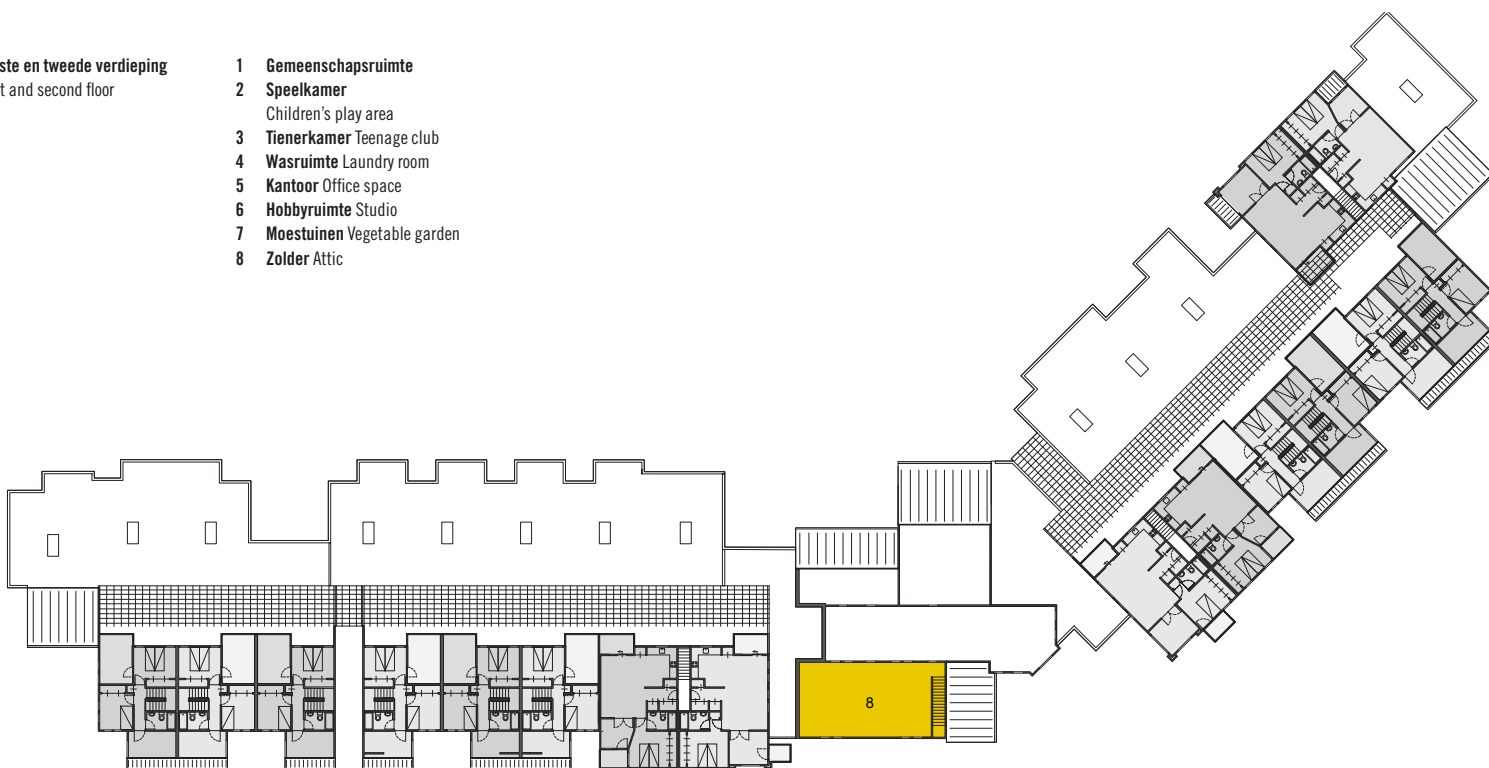 ste en tweede verdieping
t and second floor
1 Gemeenschapsruimte
2 Speelkamer
Children's play area
3 Tienerkamer Teenage club
4 Wasruimte Laundry room
5 Kantoor Office space
6 Hobbyruimte Studio
7 Moestuinen Vegetable garden
8 Zolder Attic
8